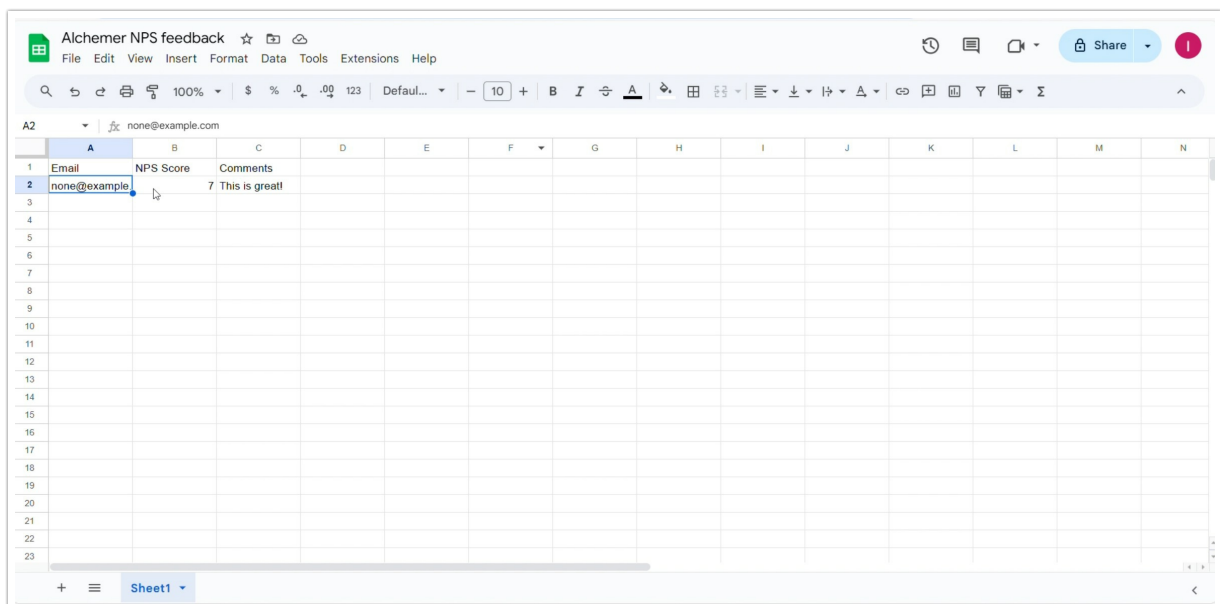 Alchemer NPS feedback
File Edit View Insert Format Data Tools Extensions Help
Share
I
100% $ % .0 .00 123 Defaul... 10 B I S A Σ
A2 fx none@example.com
A B C D E F G H I J K L M N
1 Email NPS Score Comments
2 none@example. 7 This is great!
3
4
5
6
7
8
9
10
11
12
13
14
15
16
17
18
19
20
21
22
23
Sheet1